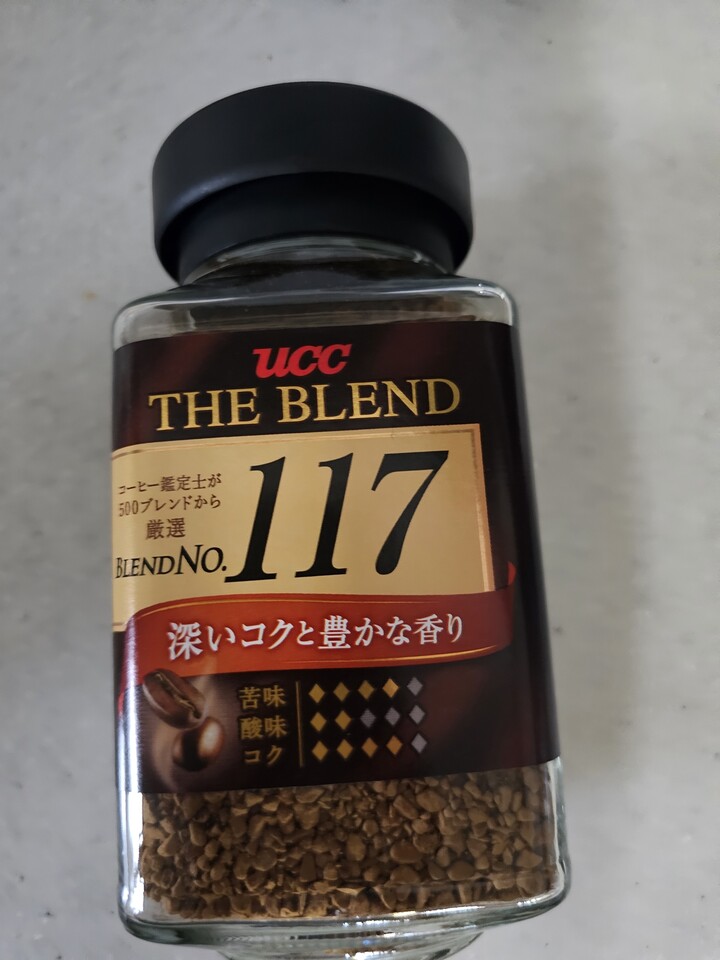 UCC
THE BLEND
コーヒー鑑定士が
500ブレンドから
厳選
BLEND NO. 117
深いコクと豊かな香り
苦味
酸味
コク